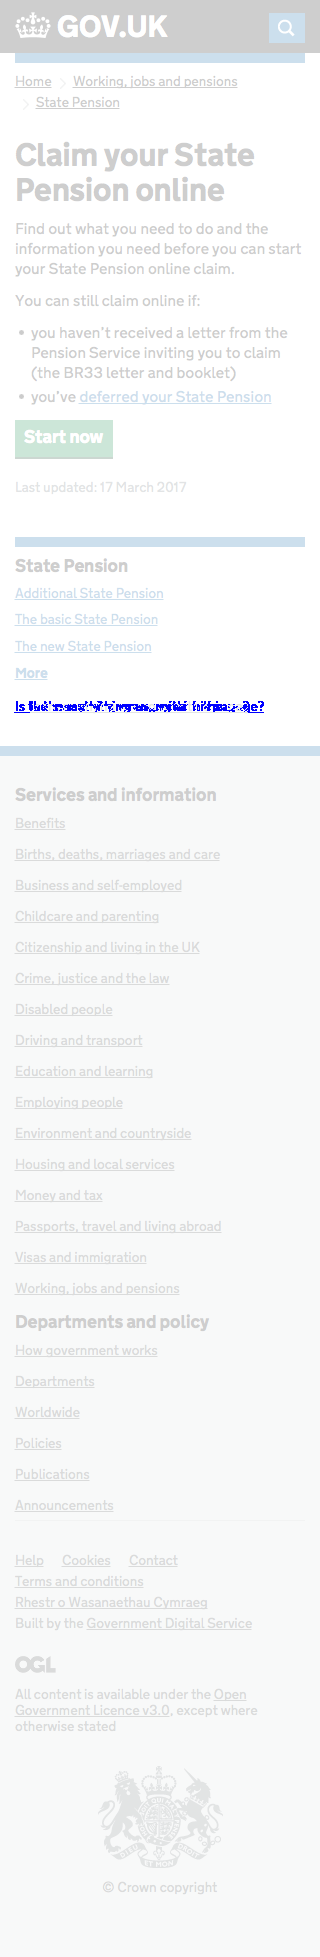 GOV.UK
Home > Working, jobs and pensions
> State Pension
Claim your State
Pension online
Find out what you need to do and the
information you need before you can start
your State Pension online claim.
You can still claim online if:
• you haven't received a letter from the
Pension Service inviting you to claim
(the BR33 letter and booklet)
• you've deferred your State Pension
Start now
Last updated: 17 March 2017
State Pension
Additional State Pension
The basic State Pension
The new State Pension
More
Is
Services and information
Benefits
Births, deaths, marriages and care
Business and self-employed
Childcare and parenting
Citizenship and living in the UK
Crime, justice and the law
Disabled people
Driving and transport
Education and learning
Employing people
Environment and countryside
Housing and local services
Money and tax
Passports, travel and living abroad
Visas and immigration
Working, jobs and pensions
Departments and policy
How government works
Departments
Worldwide
Policies
Publications
Announcements
Help Cookies Contact
Terms and conditions
Rhestr o Wasanaethau Cymraeg
Built by the Government Digital Service
OGL
All content is available under the Open
Government Licence v3.0, except where
otherwise stated
© Crown copyright